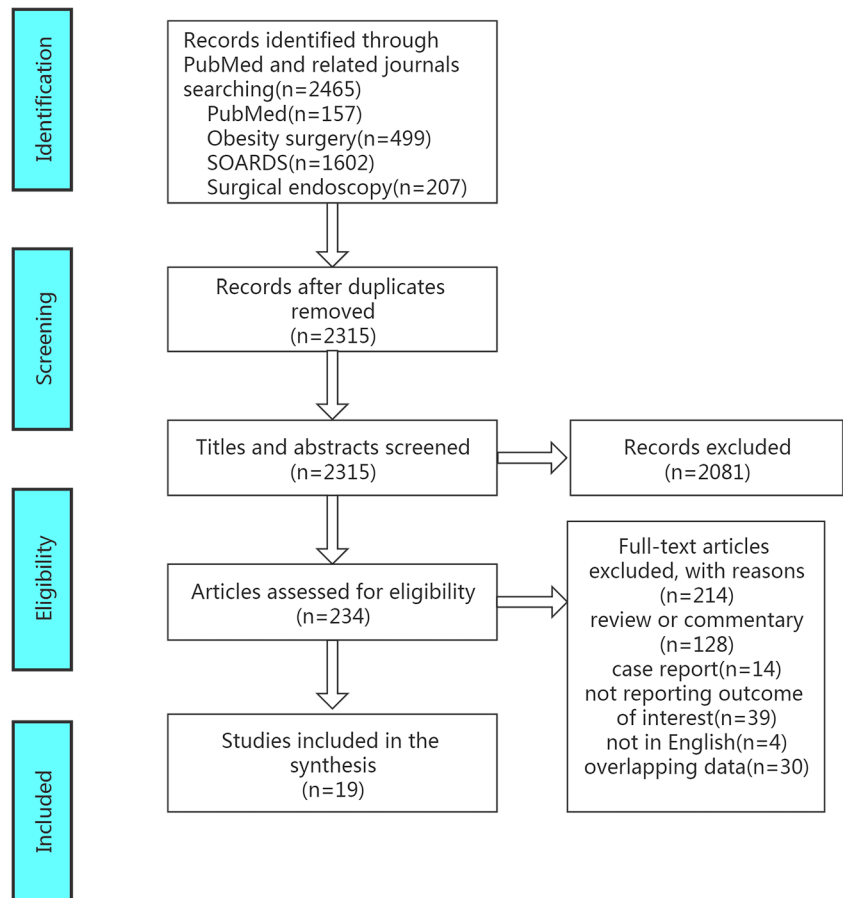 Identification
Records identified through
PubMed and related journals
searching(n=2465)
PubMed(n=157)
Obesity surgery(n=499)
SOARDS(n=1602)
Surgical endoscopy(n=207)
Screening
Records after duplicates
removed
(n=2315)
Titles and abstracts screened
(n=2315)
Records excluded
(n=2081)
Eligibility
Articles assessed for eligibility
(n=234)
Full-text articles
excluded, with reasons
(n=214)
review or commentary
(n=128)
case report(n=14)
not reporting outcome
of interest(n=39)
not in English(n=4)
overlapping data(n=30)
Included
Studies included in the
synthesis
(n=19)